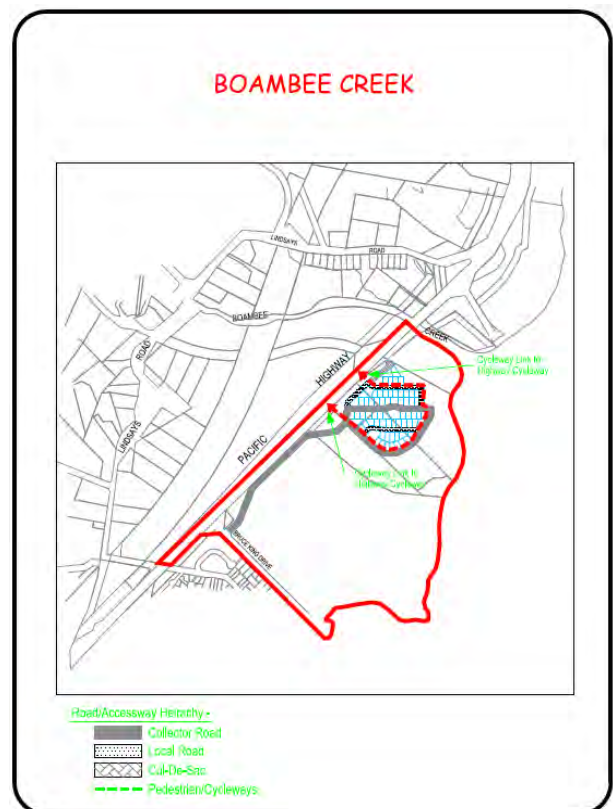 BOAMBEE CREEK
LINDSAYS
ROAD
BOAMBEE
CREEK
ROAD
HIGHWAY
Cycleway Link to
Highway Cycleway
LINDSAYS
PACIFIC
Cycleway Link to
Highway Cycleway
BRUCE KING DRIVE
Road/Accessway Heirarhy -
Collector Road
Local Road
Cul-De-Sac
Pedestrian/Cycleways